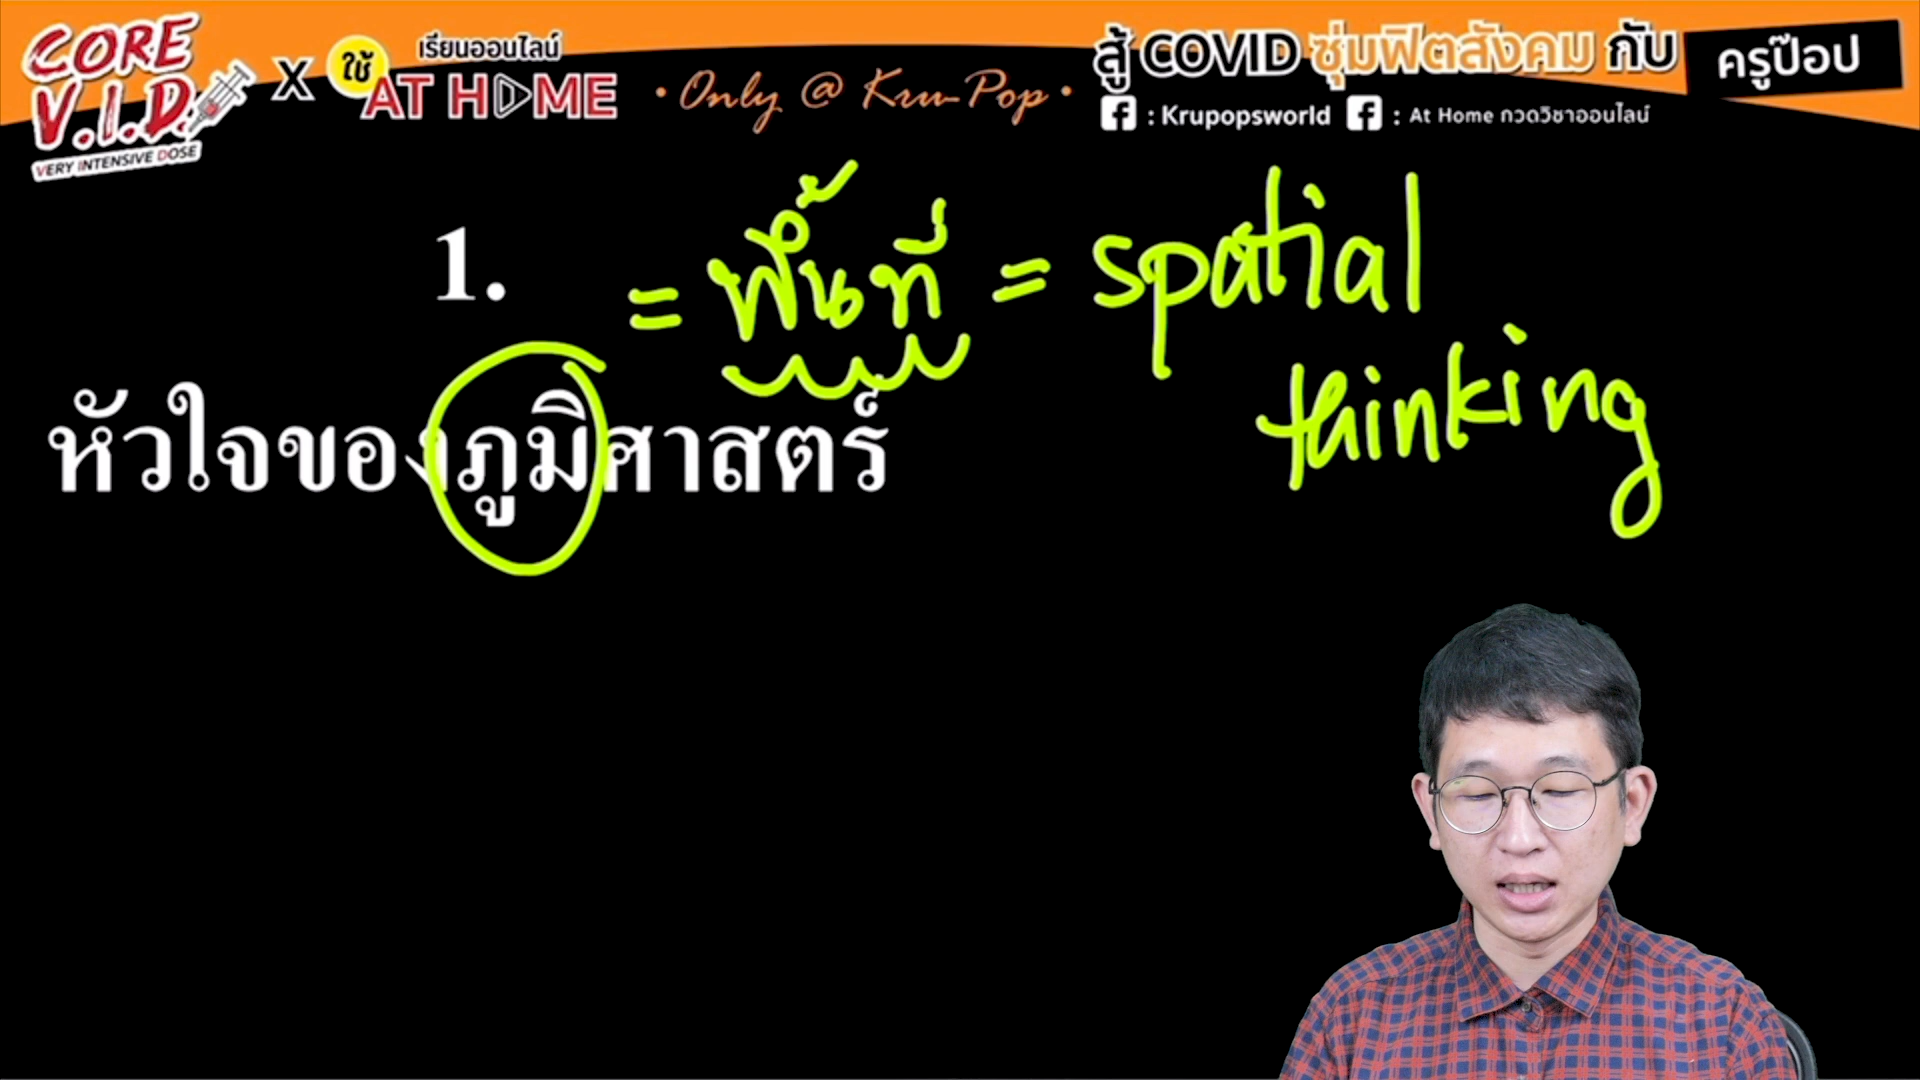 CORE
V.I.D.
VERY INTENSIVE DOSE
X
ใช้
เรียนออนไลน์
AT HOME
• Only @ Kru-Pop •
สู้ COVID ซุ่มฟิตสังคม กับ ครูป๊อป
: Krupopsworld : At Home กวดวิชาออนไลน์
1.
= พื้นที่ = spatial
thinking
หัวใจของภูมิศาสตร์